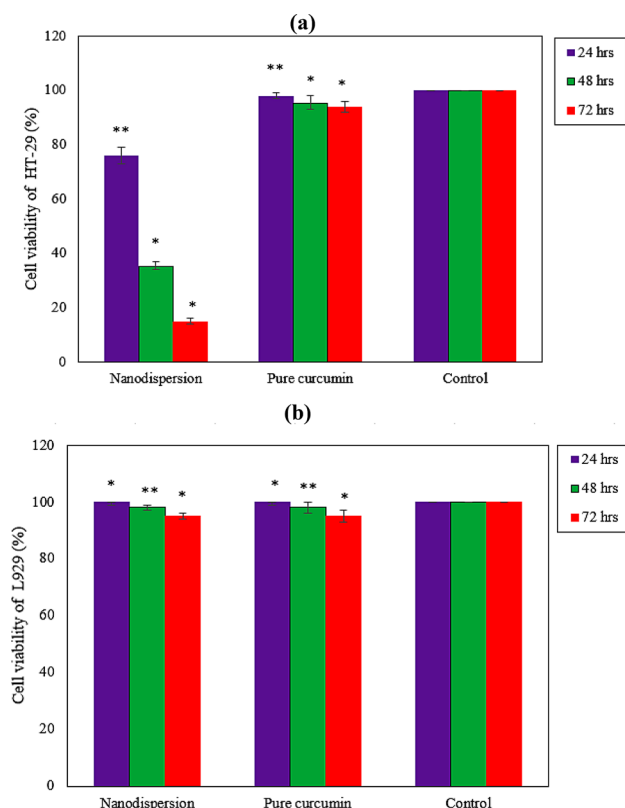 (a)
120
100
80
60
40
20
0
Cell viability of HT-29 (%)
** * *
** * *
Nanodispersion Pure curcumin Control
24 hrs
48 hrs
72 hrs
(b)
120
100
80
60
40
20
0
Cell viability of L929 (%)
* ** *
* ** *
Nanodispersion Pure curcumin Control
24 hrs
48 hrs
72 hrs